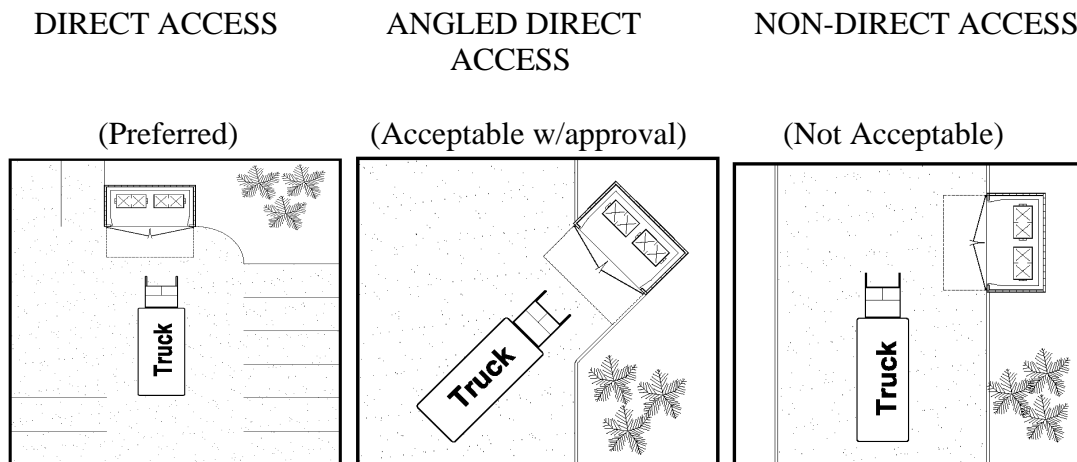 DIRECT ACCESS
(Preferred)
Truck
ANGLED DIRECT
ACCESS
(Acceptable w/approval)
Truck
NON-DIRECT ACCESS
(Not Acceptable)
Truck